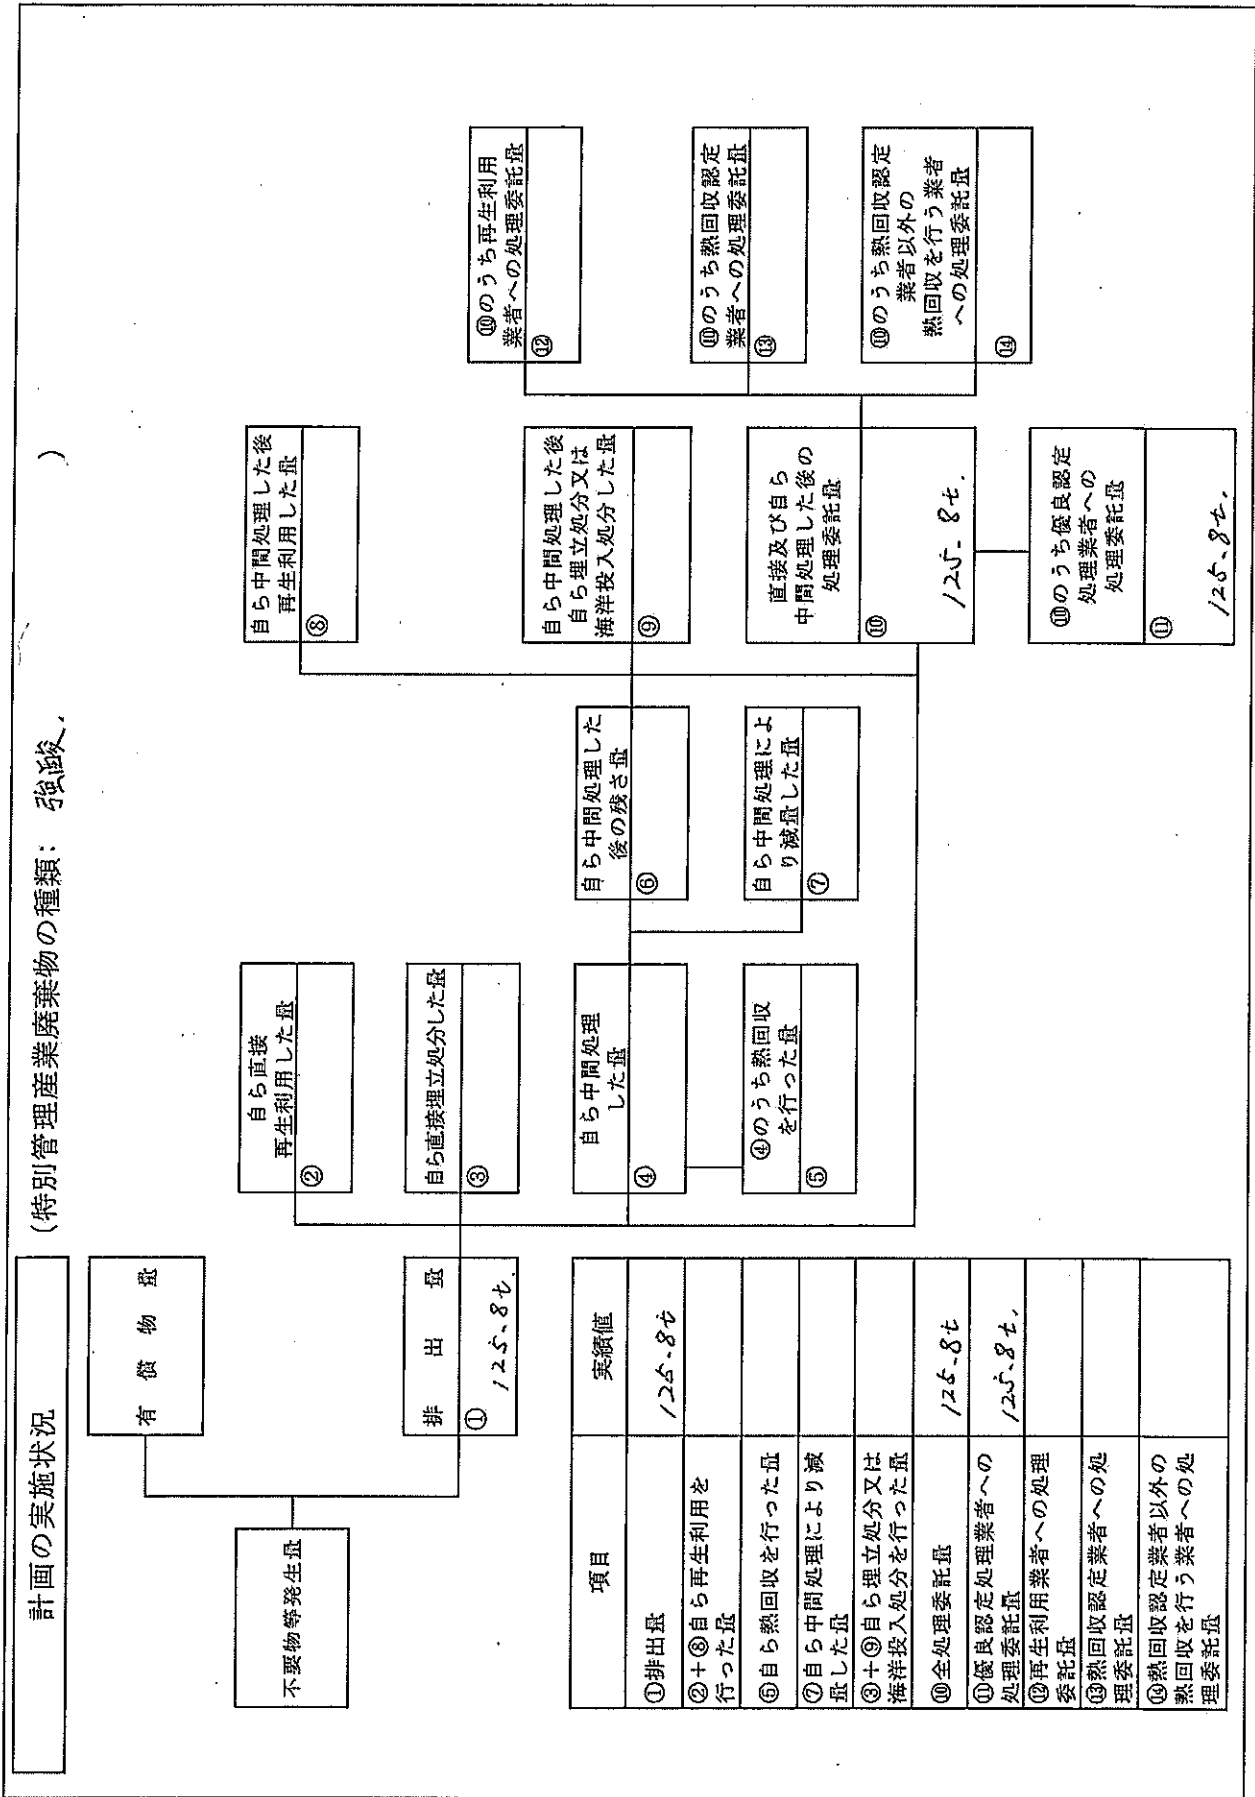 計画の実施状況
(特別管理産業廃棄物の種類： 強酸. )
不要物等発生量
有償物量
排出量
① 125.8t.
自ら直接
再生利用した量
②
自ら直接埋立処分した量
③
自ら中間処理
した量
④
④のうち熱回収
を行った量
⑤
自ら中間処理した
後の残さ量
⑥
自ら中間処理によ
り減量した量
⑦
自ら中間処理した後
再生利用した量
⑧
自ら中間処理した後
自ら埋立処分又は
海洋投入処分した量
⑨
直接及び自ら
中間処理した後の
処理委託量
⑩
125.8t.
⑩のうち優良認定
処理業者への
処理委託量
⑪
125.8t.
⑩のうち再生利用
業者への処理委託量
⑫
⑩のうち熱回収認定
業者への処理委託量
⑬
⑩のうち熱回収認定
業者以外の
熱回収を行う業者
への処理委託量
⑭
項目 実績値
①排出量 125.8t
②＋⑧自ら再生利用を
行った量
⑤自ら熱回収を行った量
⑦自ら中間処理により減
量した量
③＋⑨自ら埋立処分又は
海洋投入処分を行った量
⑩全処理委託量 125.8t
⑪優良認定処理業者への
処理委託量 125.8t.
⑫再生利用業者への処理
委託量
⑬熱回収認定業者への処
理委託量
⑭熱回収認定業者以外の
熱回収を行う業者への処
理委託量